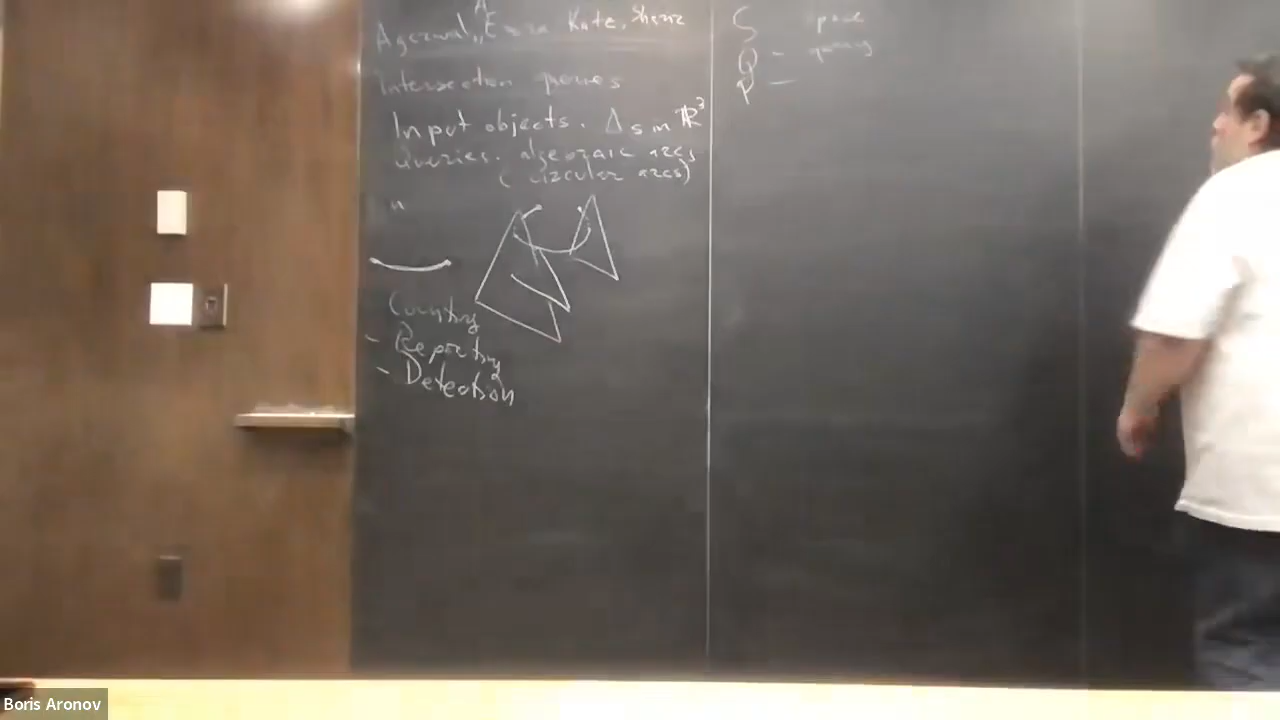 Agarwal, A, Ezra Katz, Sharir
Intersection queries
Input objects. Δs in ℝ³
Queries. algebraic arcs
( circular arcs)
n
Counting
- Reporting
- Detection
S space
Q - query
P -
Boris Aronov